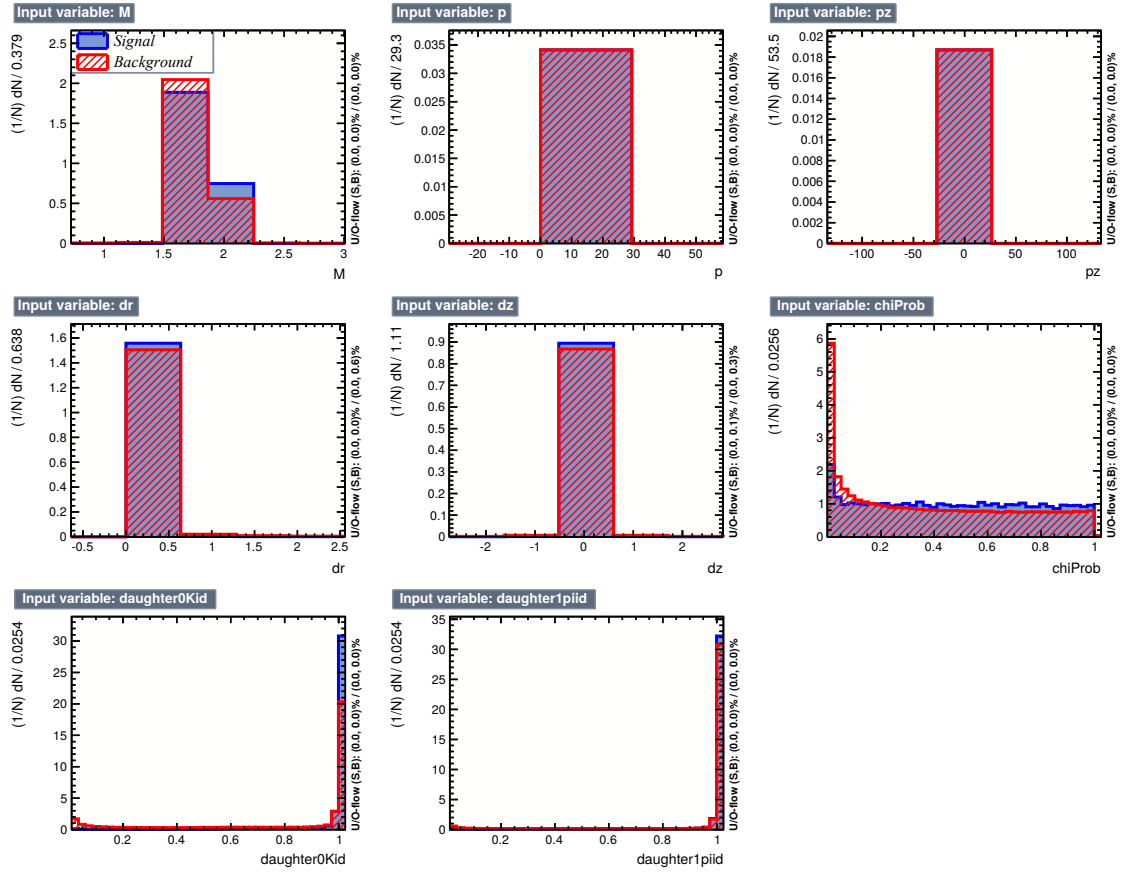 Input variable: M
(1/N) dN / 0.379
2.5
2
1.5
1
0.5
0
Signal
Background
1 1.5 2 2.5 3
M
U/O-flow (S,B): (0.0, 0.0)% / (0.0, 0.0)%
Input variable: p
(1/N) dN / 29.3
0.035
0.03
0.025
0.02
0.015
0.01
0.005
0
-20 -10 0 10 20 30 40 50
p
U/O-flow (S,B): (0.0, 0.0)% / (0.0, 0.0)%
Input variable: pz
(1/N) dN / 53.5
0.02
0.018
0.016
0.014
0.012
0.01
0.008
0.006
0.004
0.002
0
-100 -50 0 50 100
pz
U/O-flow (S,B): (0.0, 0.0)% / (0.0, 0.0)%
Input variable: dr
(1/N) dN / 0.638
1.6
1.4
1.2
1
0.8
0.6
0.4
0.2
0
-0.5 0 0.5 1 1.5 2 2.5
dr
U/O-flow (S,B): (0.0, 0.0)% / (0.0, 0.6)%
Input variable: dz
(1/N) dN / 1.11
0.9
0.8
0.7
0.6
0.5
0.4
0.3
0.2
0.1
0
-2 -1 0 1 2
dz
U/O-flow (S,B): (0.0, 0.1)% / (0.0, 0.3)%
Input variable: chiProb
(1/N) dN / 0.0256
6
5
4
3
2
1
0
0.2 0.4 0.6 0.8 1
chiProb
U/O-flow (S,B): (0.0, 0.0)% / (0.0, 0.0)%
Input variable: daughter0Kid
(1/N) dN / 0.0254
30
25
20
15
10
5
0
0.2 0.4 0.6 0.8 1
daughter0Kid
U/O-flow (S,B): (0.0, 0.0)% / (0.0, 0.0)%
Input variable: daughter1piid
(1/N) dN / 0.0254
35
30
25
20
15
10
5
0
0.2 0.4 0.6 0.8 1
daughter1piid
U/O-flow (S,B): (0.0, 0.0)% / (0.0, 0.0)%